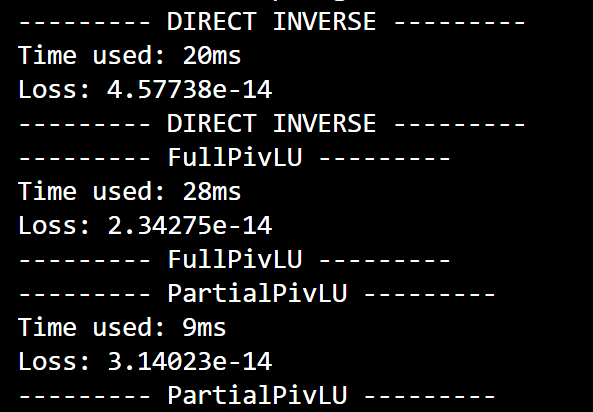 --------- DIRECT INVERSE ---------
Time used: 20ms
Loss: 4.57738e-14
--------- DIRECT INVERSE ---------
--------- FullPivLU ---------
Time used: 28ms
Loss: 2.34275e-14
--------- FullPivLU ---------
--------- PartialPivLU ---------
Time used: 9ms
Loss: 3.14023e-14
--------- PartialPivLU ---------